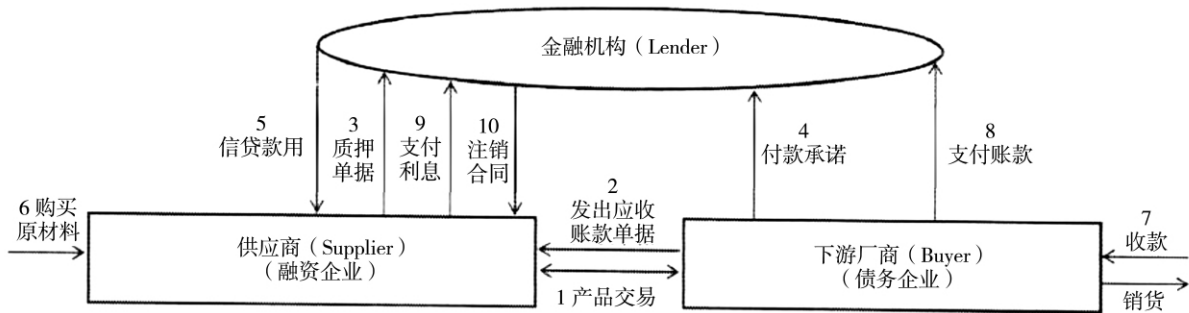 金融机构（Lender）
5
信贷款用
3
质押
单据
9
支付
利息
10
注销
合同
4
付款承诺
8
支付账款
2
发出应收
账款单据
6 购买
原材料
7
收款
供应商（Supplier）
（融资企业）
下游厂商（Buyer）
（债务企业）
1 产品交易
销货